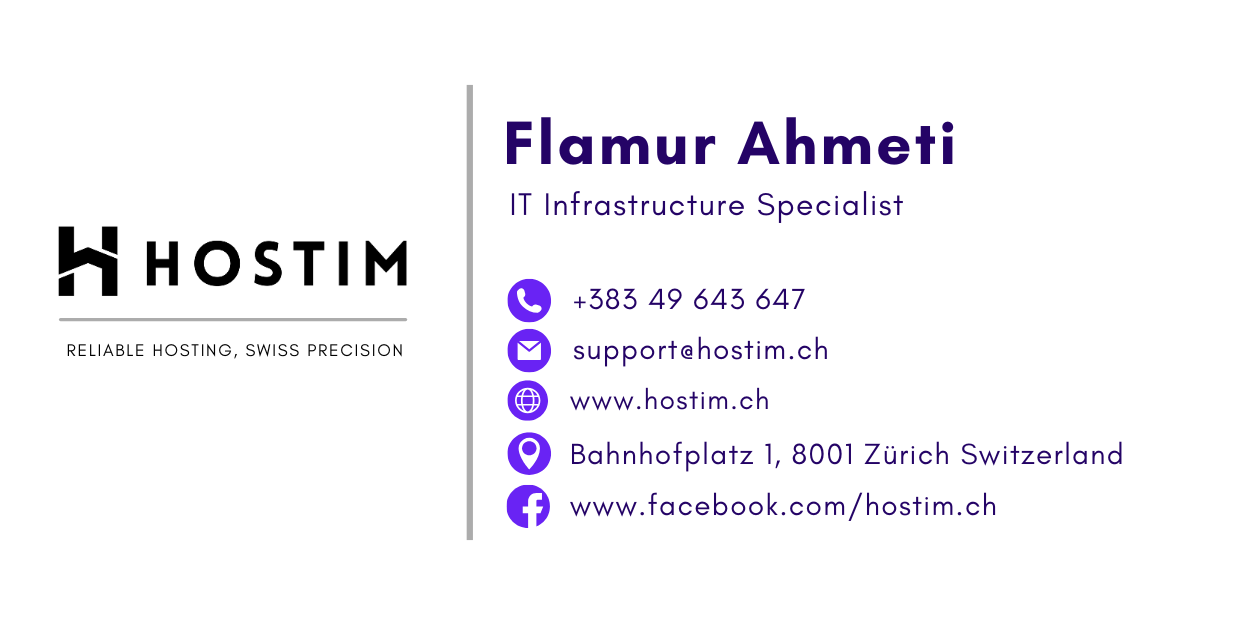 HOSTIM
RELIABLE HOSTING, SWISS PRECISION
Flamur Ahmeti
IT Infrastructure Specialist
+383 49 643 647
support@hostim.ch
www.hostim.ch
Bahnhofplatz 1, 8001 Zürich Switzerland
www.facebook.com/hostim.ch